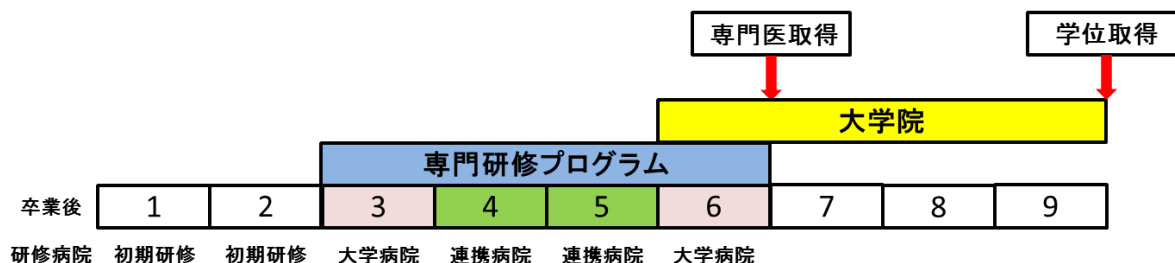 専門医取得 学位取得
大学院
専門研修プログラム
卒業後 1 2 3 4 5 6 7 8 9
研修病院 初期研修 初期研修 大学病院 連携病院 連携病院 大学病院